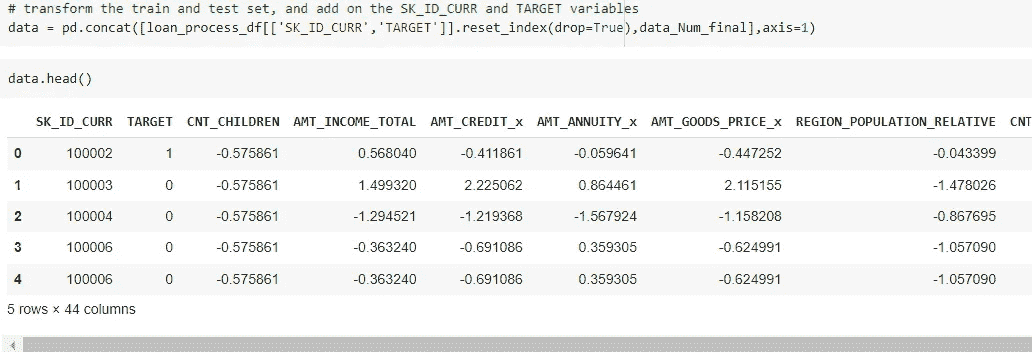 # transform the train and test set, and add on the SK_ID_CURR and TARGET variables
data = pd.concat([loan_process_df[['SK_ID_CURR','TARGET']].reset_index(drop=True),data_Num_final],axis=1)
data.head()
SK_ID_CURR TARGET CNT_CHILDREN AMT_INCOME_TOTAL AMT_CREDIT_x AMT_ANNUITY_x AMT_GOODS_PRICE_x REGION_POPULATION_RELATIVE CNT
0 100002 1 -0.575861 0.568040 -0.411861 -0.059641 -0.447252 -0.043399
1 100003 0 -0.575861 1.499320 2.225062 0.864461 2.115155 -1.478026
2 100004 0 -0.575861 -1.294521 -1.219368 -1.567924 -1.158208 -0.867695
3 100006 0 -0.575861 -0.363240 -0.691086 0.359305 -0.624991 -1.057090
4 100006 0 -0.575861 -0.363240 -0.691086 0.359305 -0.624991 -1.057090
5 rows × 44 columns